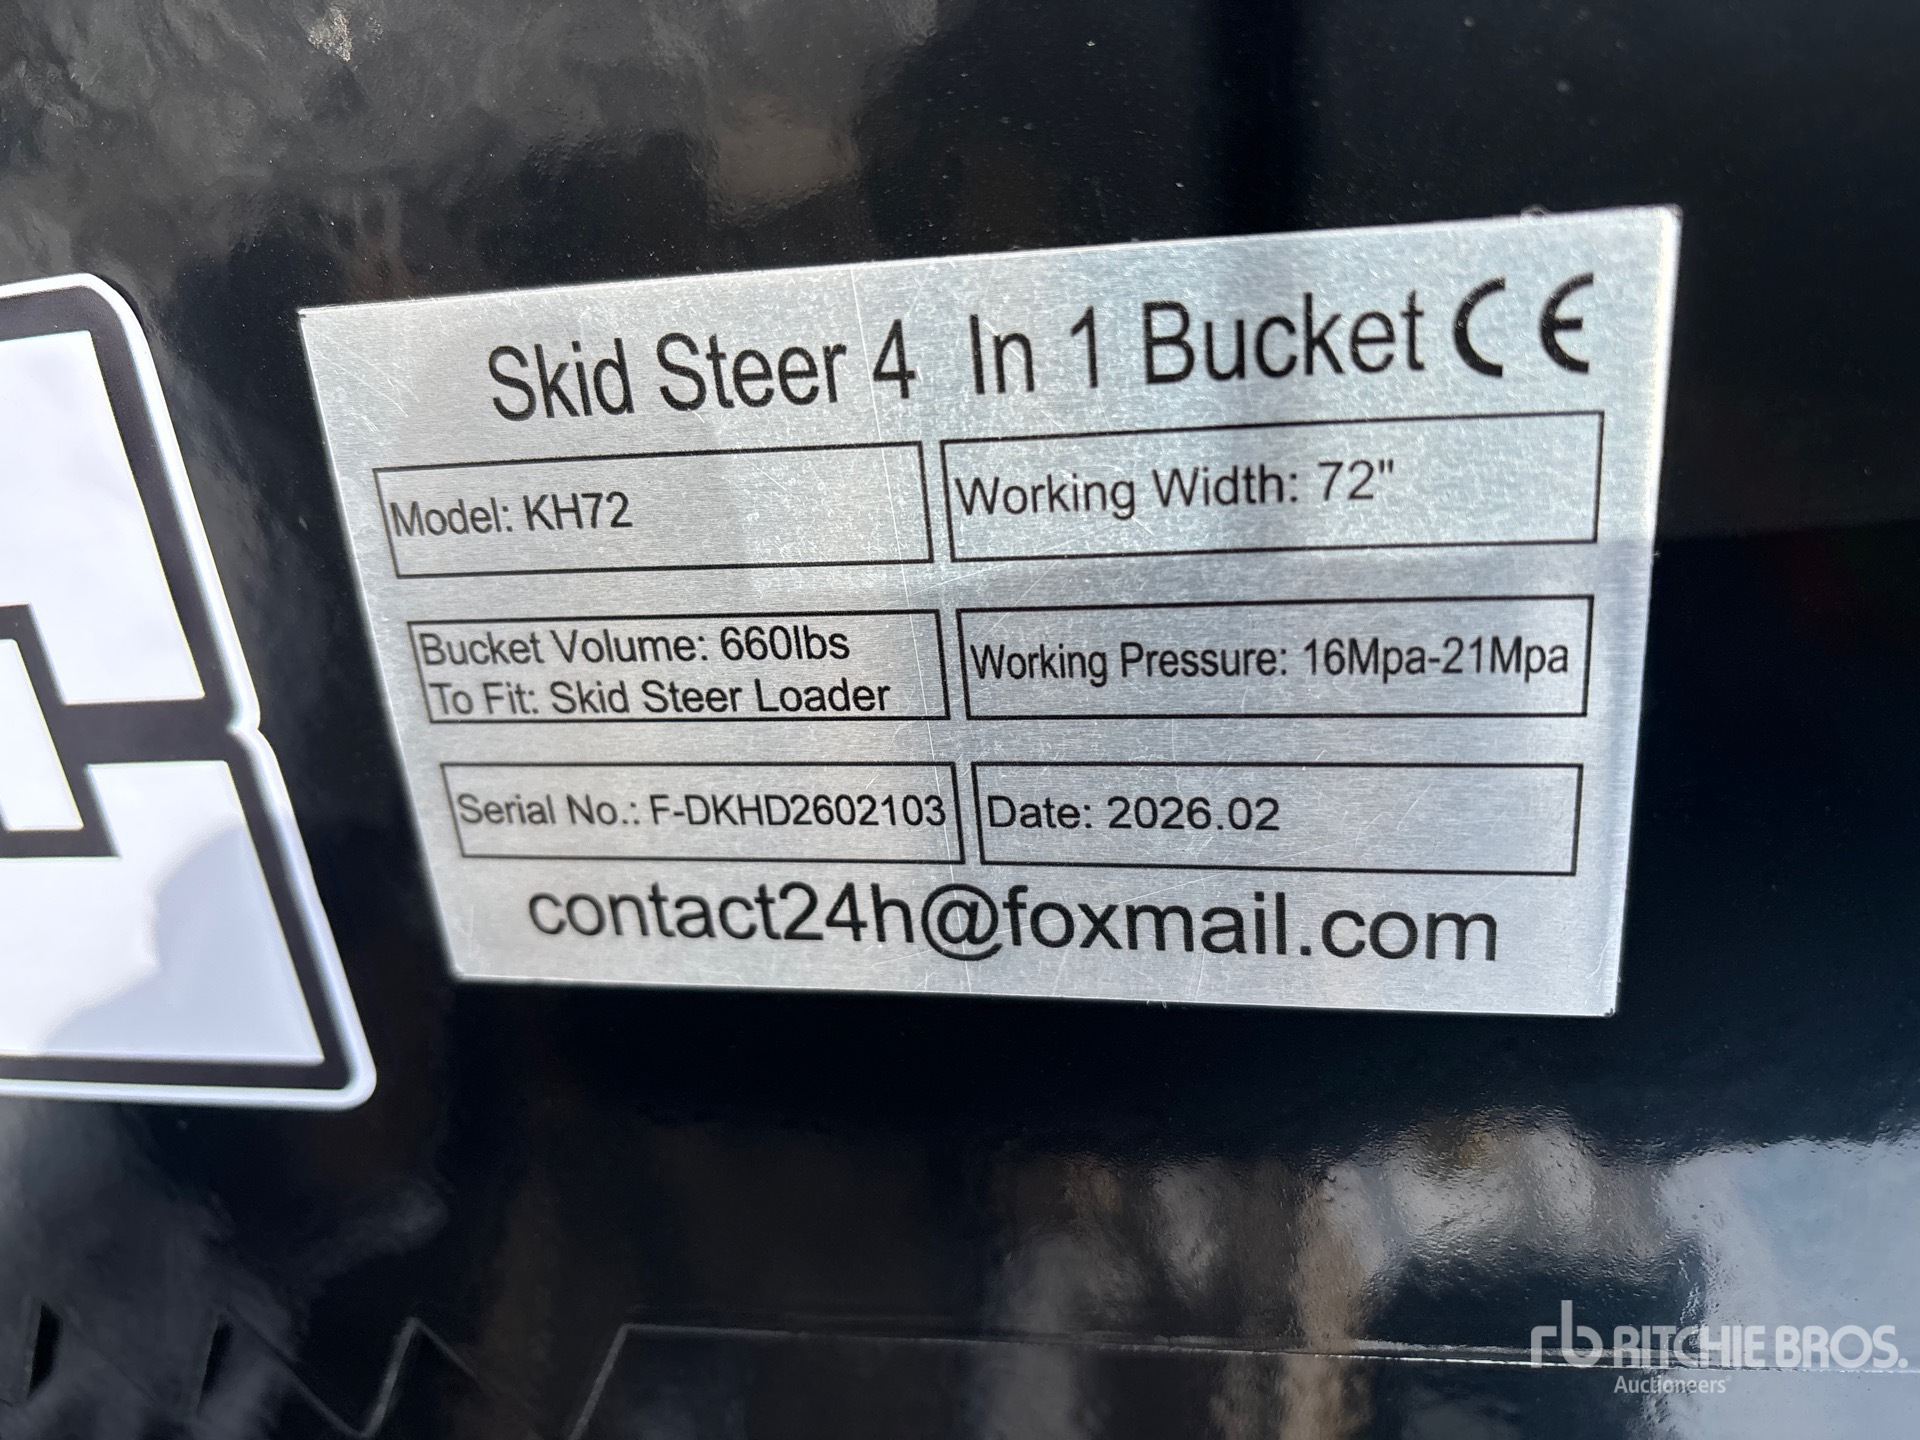 Skid Steer 4 In 1 Bucket CE
Model: KH72
Working Width: 72"
Bucket Volume: 660lbs
To Fit: Skid Steer Loader
Working Pressure: 16Mpa-21Mpa
Serial No.: F-DKHD2602103
Date: 2026.02
contact24h@foxmail.com
rb RITCHIE BROS.
Auctioneers